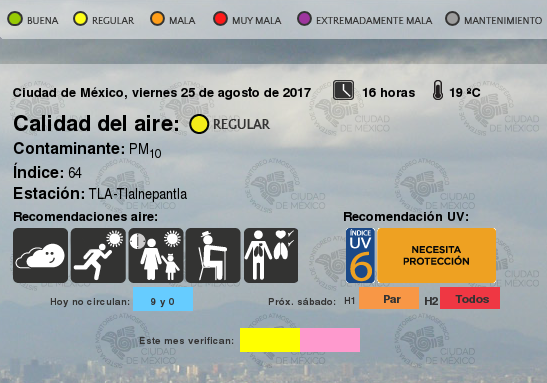 BUENA REGULAR MALA MUY MALA EXTREMADAMENTE MALA MANTENIMIENTO
Ciudad de México, viernes 25 de agosto de 2017 16 horas 19 ºC
Calidad del aire: REGULAR
Contaminante: PM10
Índice: 64
Estación: TLA-Tlalnepantla
Recomendaciones aire: Recomendación UV:
ÍNDICE
UV
6
NECESITA
PROTECCIÓN
Hoy no circulan: 9 y 0 Próx. sábado: H1 Par H2 Todos
Este mes verifican:
CIUDAD
DE MÉXICO